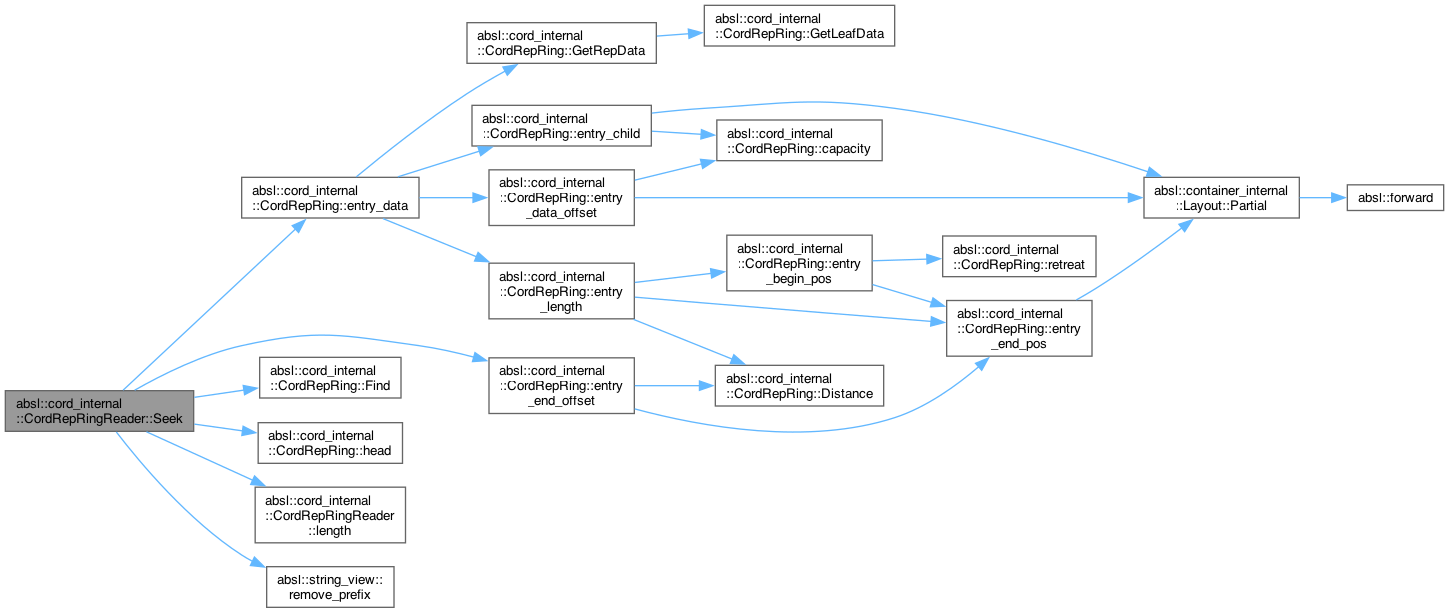 absl::cord_internal
::CordRepRingReader::Seek
absl::cord_internal
::CordRepRing::entry_data
absl::cord_internal
::CordRepRing::GetRepData
absl::cord_internal
::CordRepRing::GetLeafData
absl::cord_internal
::CordRepRing::entry_child
absl::cord_internal
::CordRepRing::capacity
absl::cord_internal
::CordRepRing::entry
_data_offset
absl::container_internal
::Layout::Partial
absl::forward
absl::cord_internal
::CordRepRing::entry
_length
absl::cord_internal
::CordRepRing::entry
_begin_pos
absl::cord_internal
::CordRepRing::retreat
absl::cord_internal
::CordRepRing::entry
_end_pos
absl::cord_internal
::CordRepRing::Distance
absl::cord_internal
::CordRepRing::entry
_end_offset
absl::cord_internal
::CordRepRing::Find
absl::cord_internal
::CordRepRing::head
absl::cord_internal
::CordRepRingReader
::length
absl::string_view::
remove_prefix